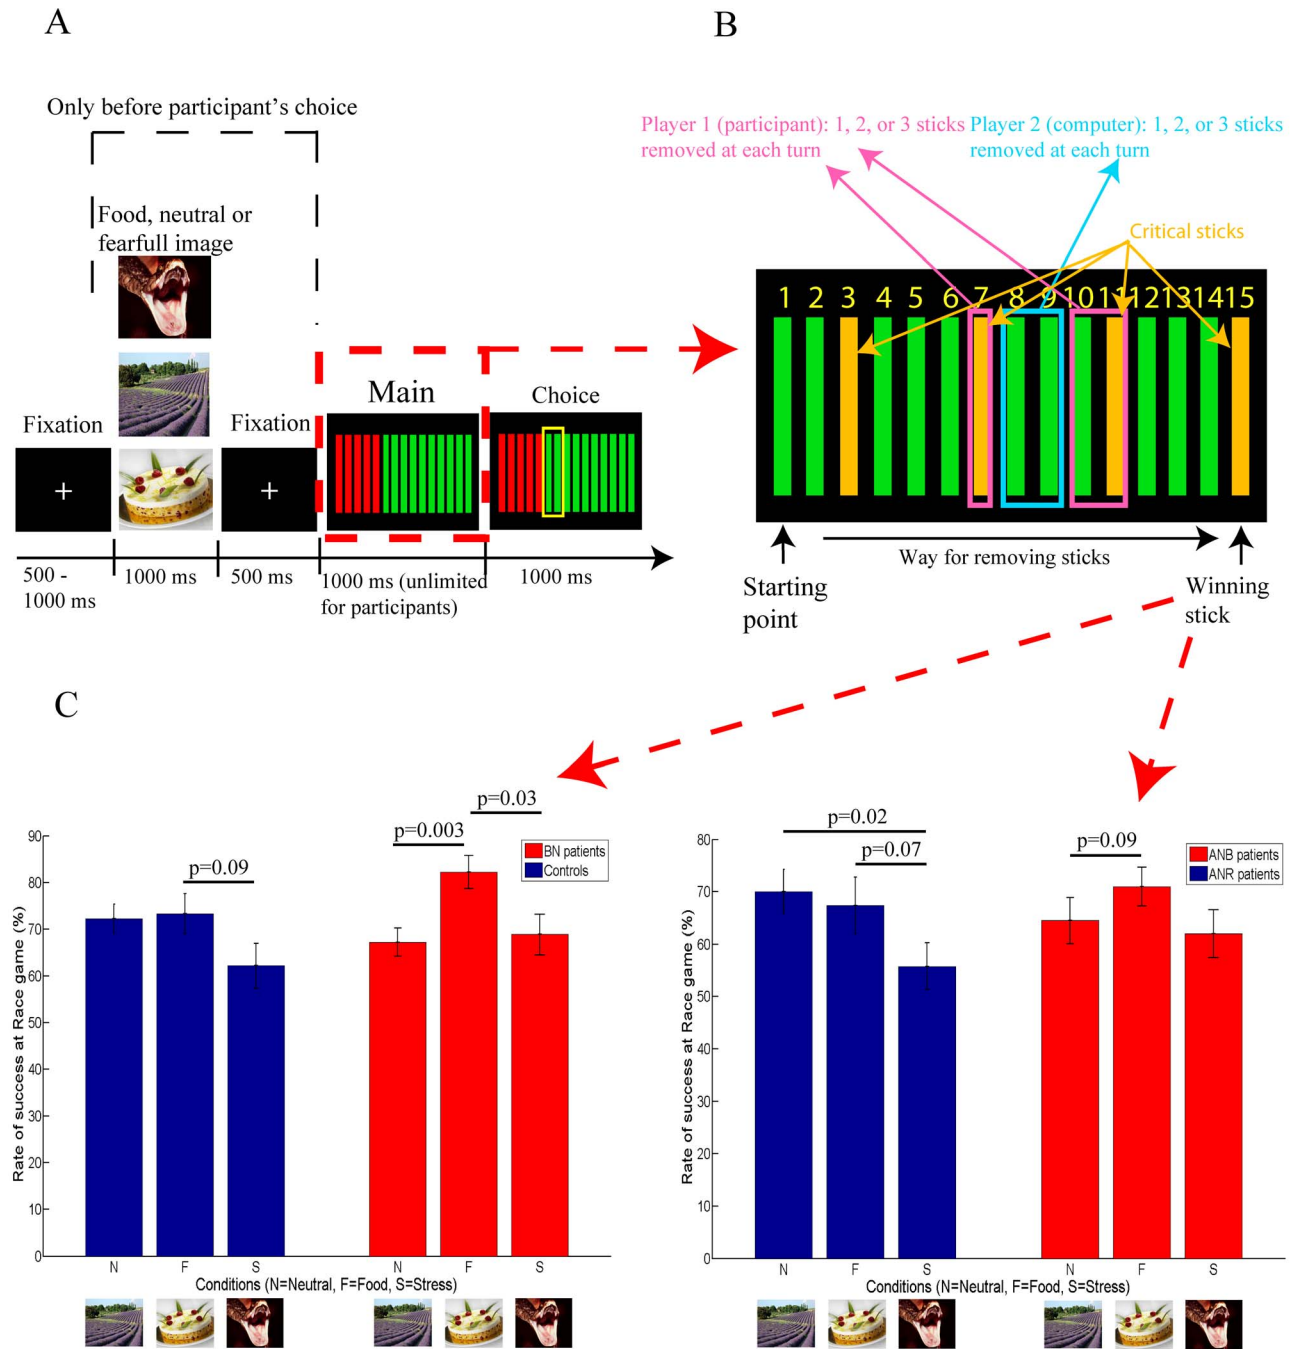 A
Only before participant's choice
Food, neutral or
fearfull image
Fixation
Fixation
Main
Choice
+
+
500 -
1000 ms
1000 ms
500 ms
1000 ms (unlimited
for participants)
1000 ms
B
Player 1 (participant): 1, 2, or 3 sticks
removed at each turn
Player 2 (computer): 1, 2, or 3 sticks
removed at each turn
Critical sticks
1 2 3 4 5 6 7 8 9 10 11 12 13 14 15
Way for removing sticks
Starting
point
Winning
stick
C
p=0.09
p=0.003
p=0.03
BN patients
Controls
Rate of success at Race game (%)
90
80
70
60
50
40
30
20
10
0
N F S N F S
Conditions (N=Neutral, F=Food, S=Stress)
p=0.02
p=0.07
p=0.09
ANB patients
ANR patients
Rate of success at Race game (%)
80
70
60
50
40
30
20
10
0
N F S N F S
Conditions (N=Neutral, F=Food, S=Stress)